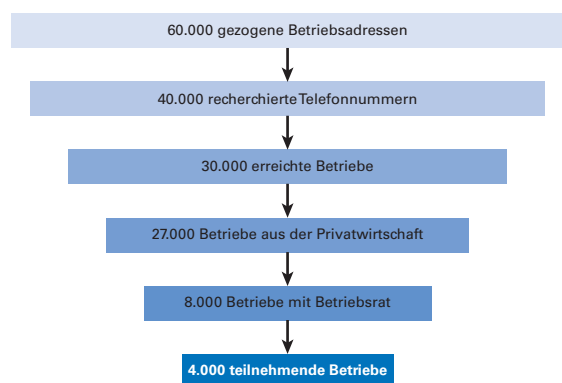 60.000 gezogene Betriebsadressen
40.000 recherchierte Telefonnummern
30.000 erreichte Betriebe
27.000 Betriebe aus der Privatwirtschaft
8.000 Betriebe mit Betriebsrat
4.000 teilnehmende Betriebe